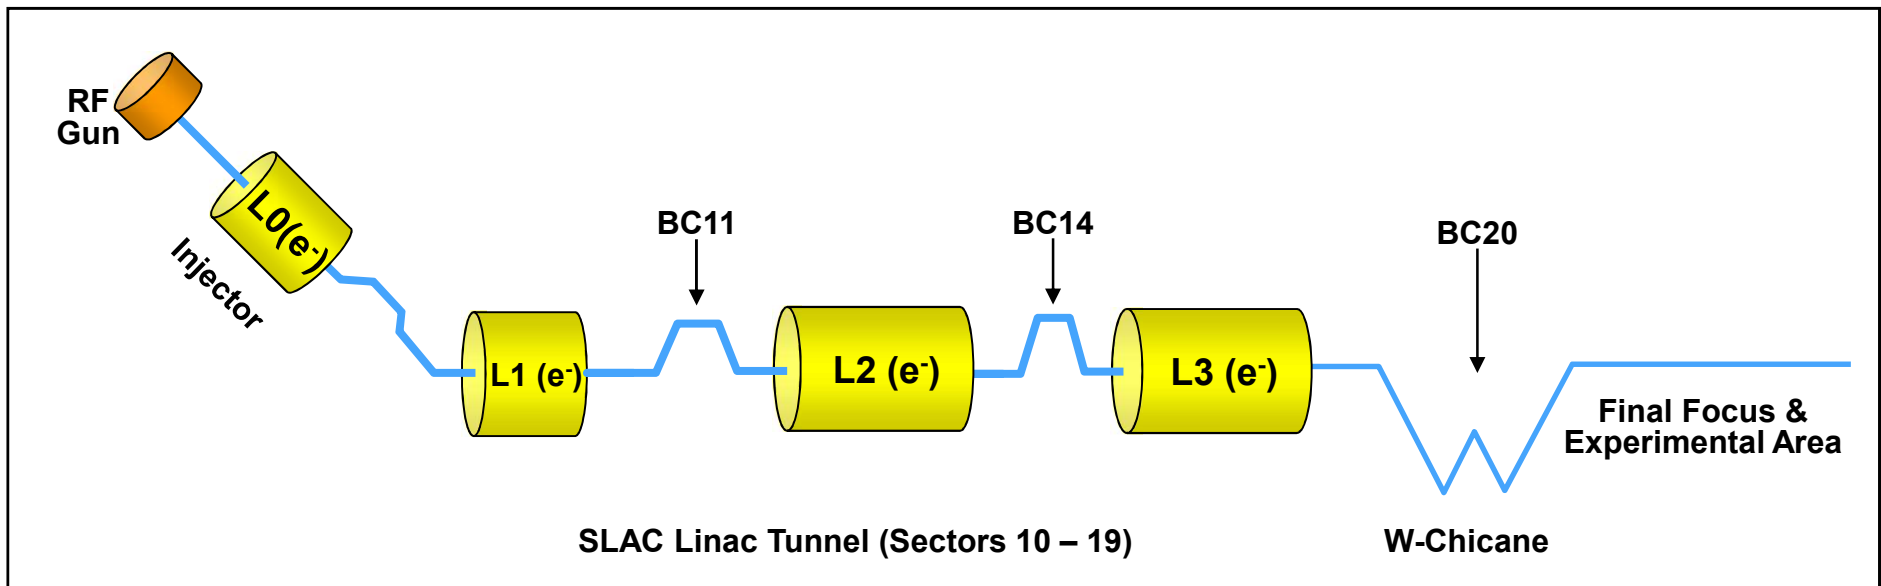 RF
Gun
L0(e-)
Injector
L1 (e-)
BC11
L2 (e-)
BC14
L3 (e-)
BC20
Final Focus &
Experimental Area
SLAC Linac Tunnel (Sectors 10 – 19)
W-Chicane